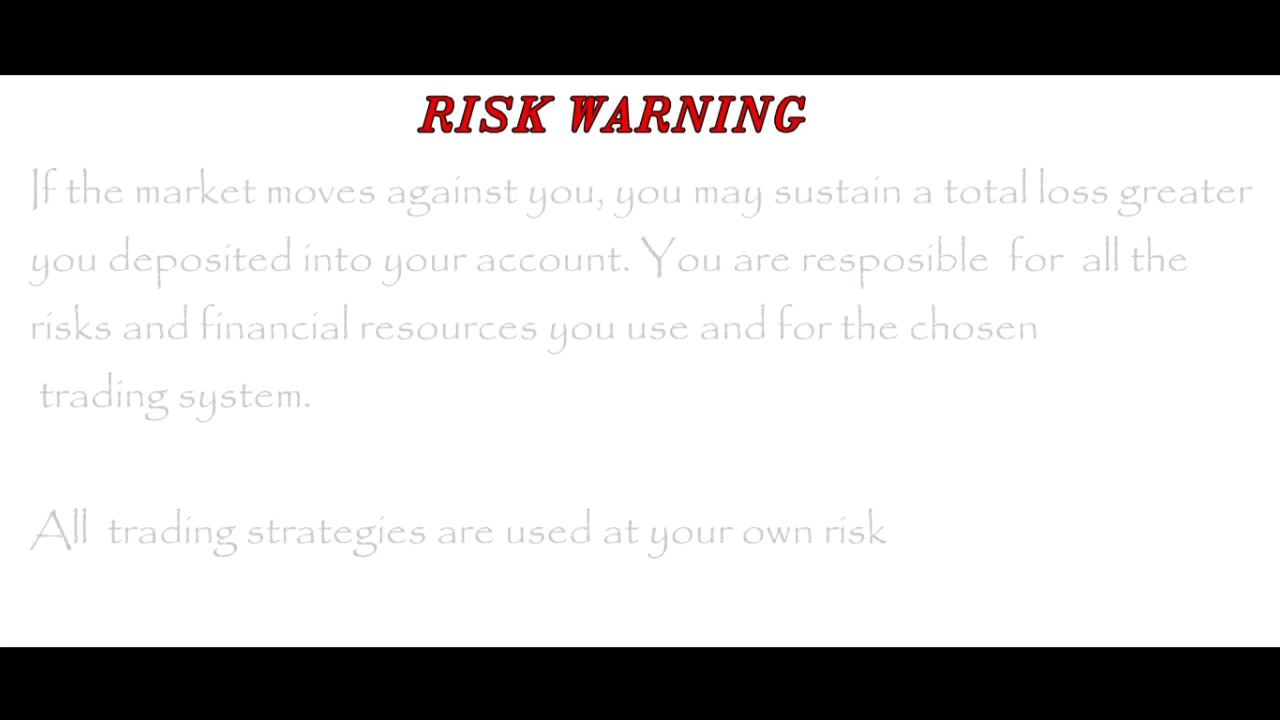 RISK WARNING
If the market moves against you, you may sustain a total loss greater
you deposited into your account. You are resposible for all the
risks and financial resources you use and for the chosen
trading system.
All trading strategies are used at your own risk